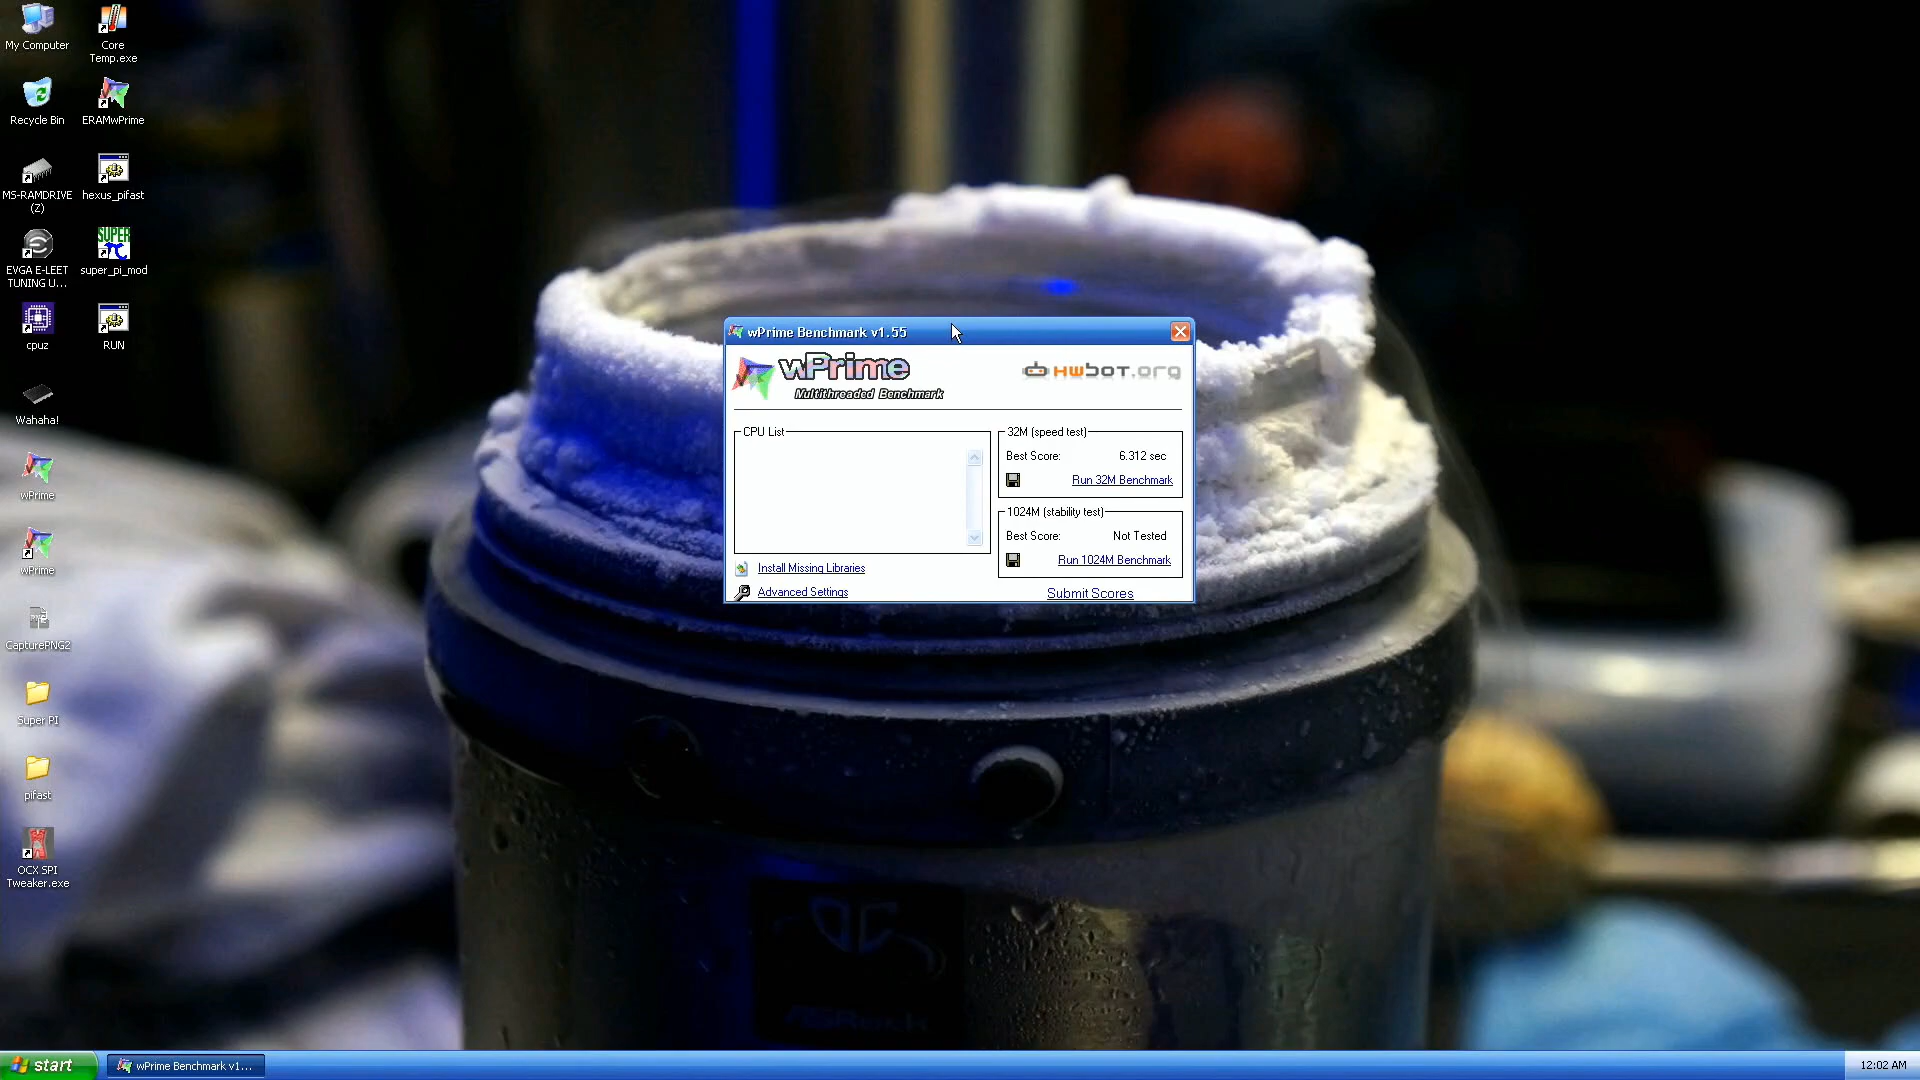 My Computer
Core
Temp.exe
Recycle Bin
ERAMwPrime
MS-RAMDRIVE
(Z)
hexus_pifast
SUPER
π
EVGA E-LEET
TUNING U...
super_pi_mod
cpuz
RUN
Wahaha!
wPrime
wPrime
CapturePNG2
Super PI
pifast
OCX SPI
Tweaker.exe
wPrime Benchmark v1.55
wPrime
Multithreaded Benchmark
HWBOT.org
CPU List
32M (speed test)
Best Score: 6.312 sec
Run 32M Benchmark
1024M (stability test)
Best Score: Not Tested
Run 1024M Benchmark
Install Missing Libraries
Advanced Settings
Submit Scores
start
wPrime Benchmark v1...
12:02 AM